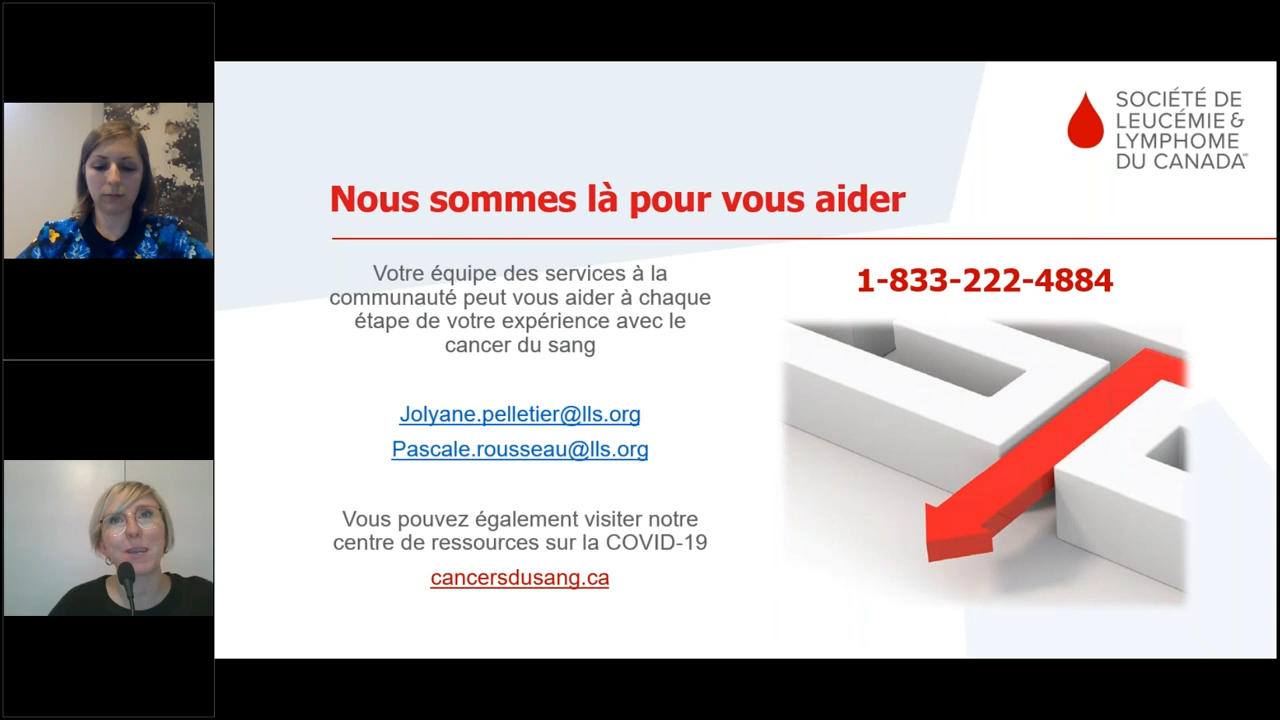 SOCIÉTÉ DE
LEUCÉMIE &
LYMPHOME
DU CANADA
Nous sommes là pour vous aider
Votre équipe des services à la
communauté peut vous aider à chaque
étape de votre expérience avec le
cancer du sang
Jolyane.pelletier@lls.org
Pascale.rousseau@lls.org
Vous pouvez également visiter notre
centre de ressources sur la COVID-19
cancersdusang.ca
1-833-222-4884